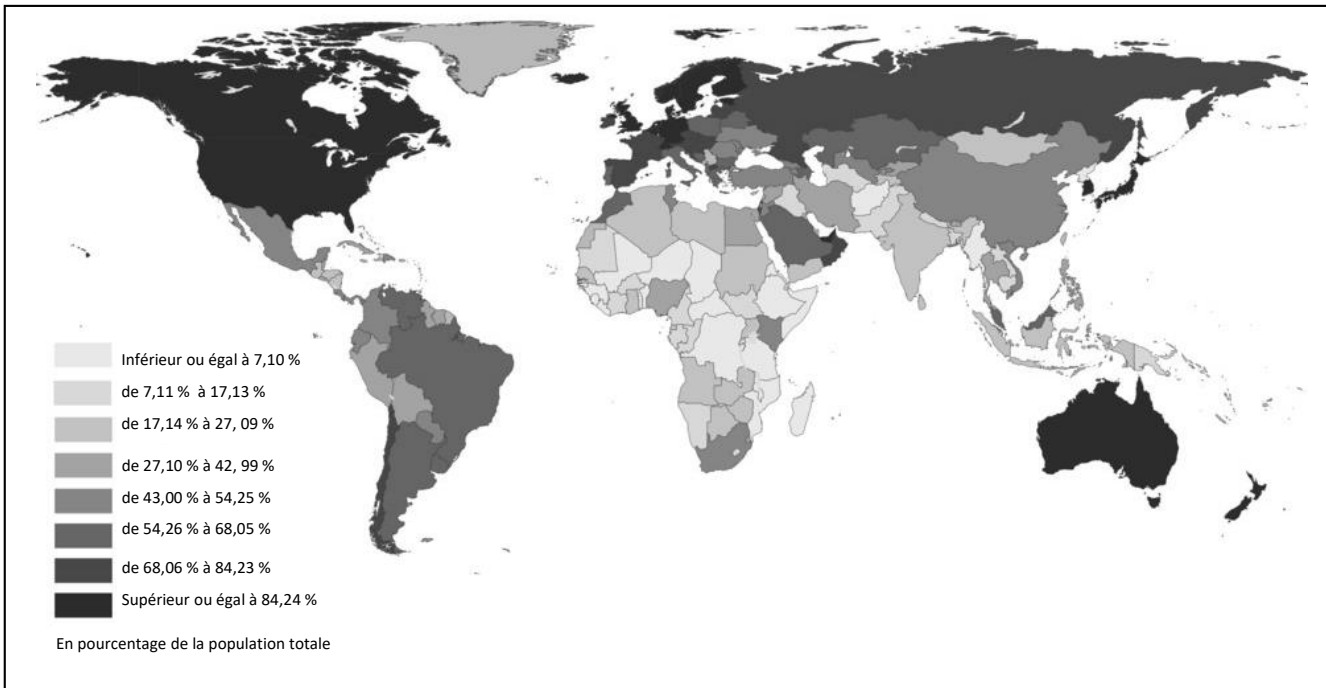 Inférieur ou égal à 7,10 %
de 7,11 % à 17,13 %
de 17,14 % à 27, 09 %
de 27,10 % à 42, 99 %
de 43,00 % à 54,25 %
de 54,26 % à 68,05 %
de 68,06 % à 84,23 %
Supérieur ou égal à 84,24 %
En pourcentage de la population totale